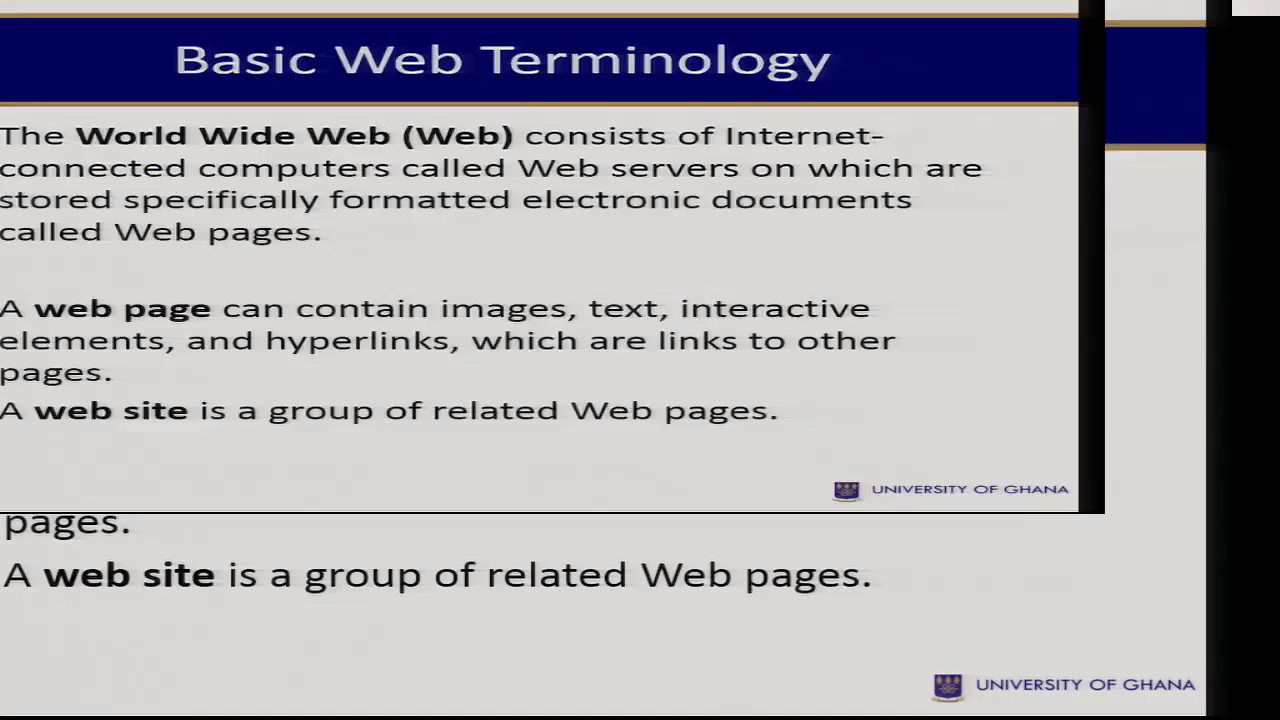 Basic Web Terminology
The World Wide Web (Web) consists of Internet-
connected computers called Web servers on which are
stored specifically formatted electronic documents
called Web pages.
A web page can contain images, text, interactive
elements, and hyperlinks, which are links to other
pages.
A web site is a group of related Web pages.
UNIVERSITY OF GHANA
pages.
A web site is a group of related Web pages.
UNIVERSITY OF GHANA